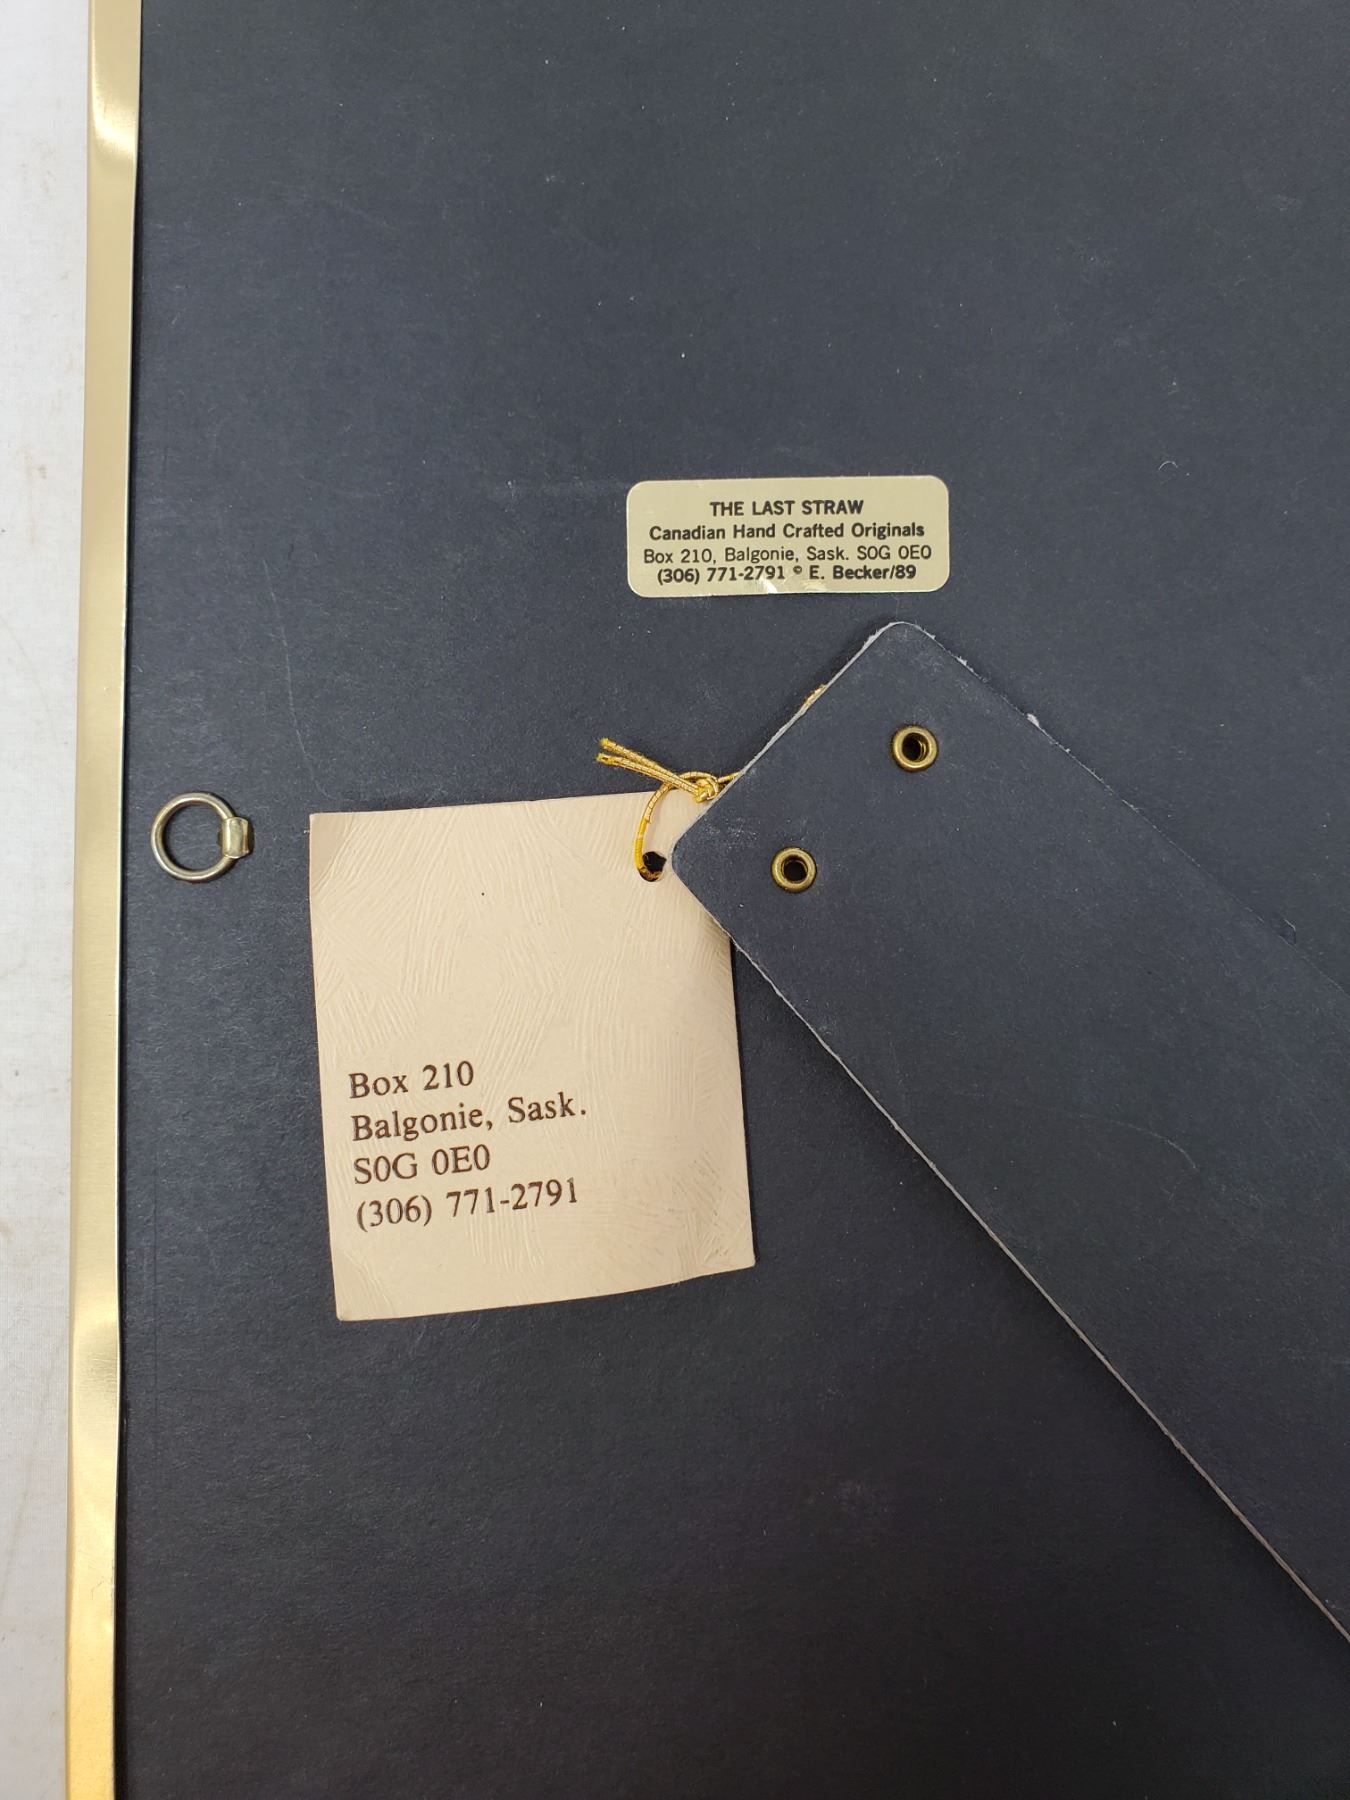 THE LAST STRAW
Canadian Hand Crafted Originals
Box 210, Balgonie, Sask. S0G 0E0
(306) 771-2791 © E. Becker/89
Box 210
Balgonie, Sask.
S0G 0E0
(306) 771-2791